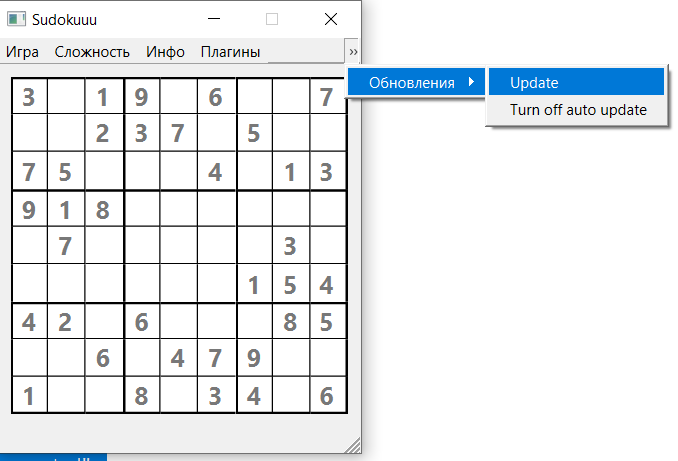 Sudokuuu
Игра Сложность Инфо Плагины »
Обновления Update
Turn off auto update
3 1 9 6 7
2 3 7 5
7 5 4 1 3
9 1 8
7 3
1 5 4
4 2 6 8 5
6 4 7 9
1 8 3 4 6